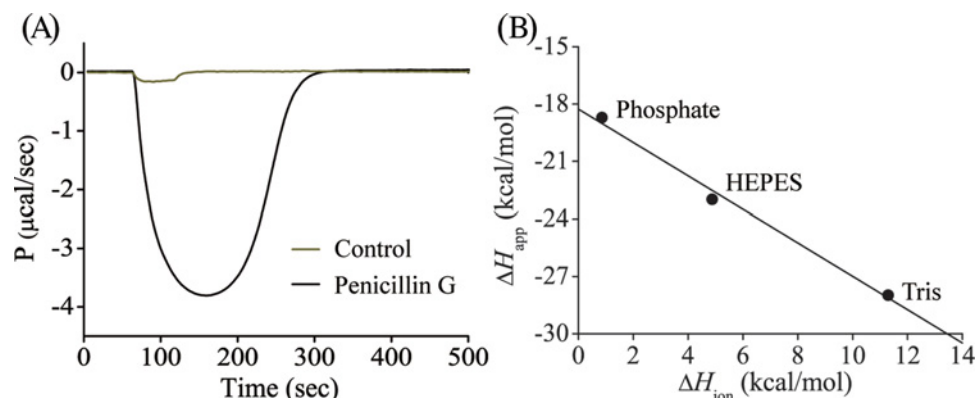 (A)
P (μcal/sec)
0
-1
-2
-3
-4
Control
Penicillin G
0
100
200
300
400
500
Time (sec)
(B)
ΔHapp (kcal/mol)
-15
-18
-21
-24
-27
-30
Phosphate
HEPES
Tris
0
2
4
6
8
10
12
14
ΔHion (kcal/mol)